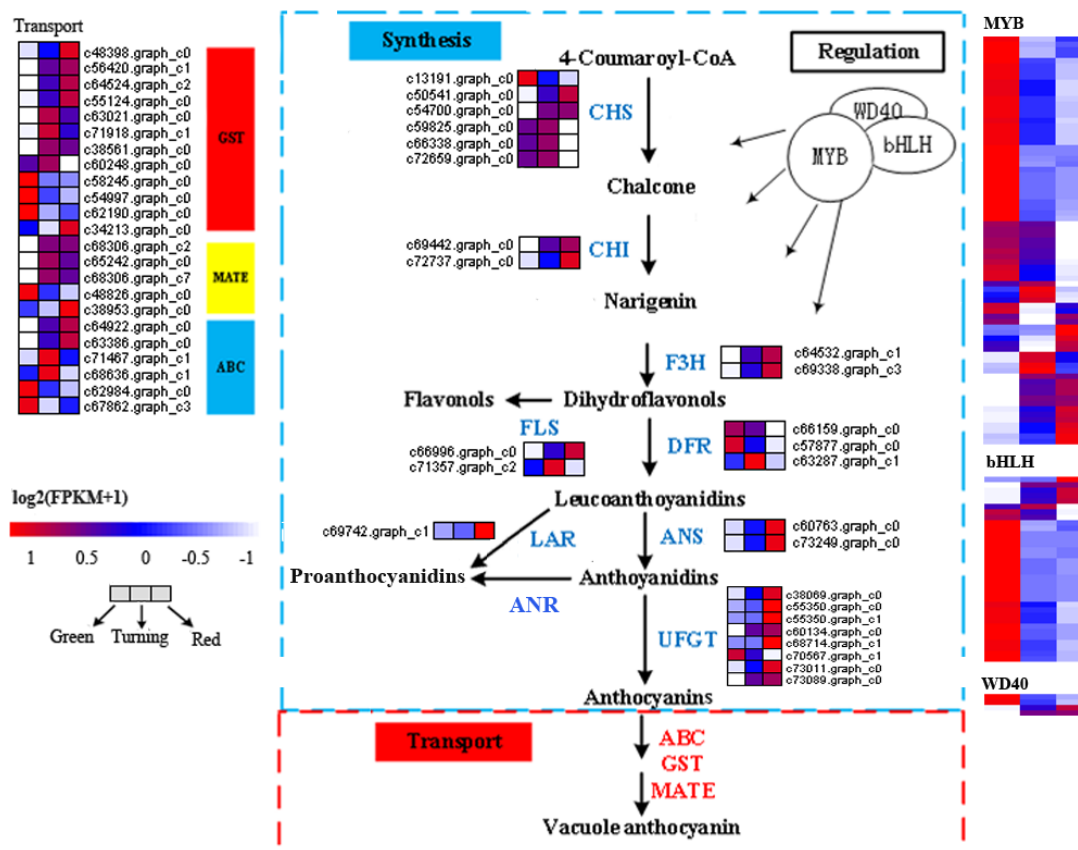 Transport
c48398.graph_c0
c56420.graph_c1
c64524.graph_c2
c55124.graph_c0
c63021.graph_c0
c71918.graph_c1
c38561.graph_c0
c60248.graph_c0
c58245.graph_c0
c54997.graph_c0
c62190.graph_c0
c34213.graph_c0
c68306.graph_c2
c65242.graph_c0
c68306.graph_c7
c48826.graph_c0
c38953.graph_c0
c64922.graph_c0
c63386.graph_c0
c71467.graph_c1
c68636.graph_c1
c62984.graph_c0
c67862.graph_c3
GST
MATE
ABC
log2(FPKM+1)
1 0.5 0 -0.5 -1
Green Turning Red
Synthesis
4-Coumaroyl-CoA
c13191.graph_c0
c50541.graph_c0
c54700.graph_c0
c59825.graph_c0
c66338.graph_c0
c72659.graph_c0
CHS
Chalcone
c69442.graph_c0
c72737.graph_c0
CHI
Narigenin
F3H
c64532.graph_c1
c69338.graph_c3
Flavonols
Dihydroflavonols
FLS
c66996.graph_c0
c71357.graph_c2
DFR
c66159.graph_c0
c57877.graph_c0
c63287.graph_c1
Leucoanthoyanidins
c69742.graph_c1
LAR
ANS
c60763.graph_c0
c73249.graph_c0
Proanthocyanidins
Anthoyanidins
ANR
UFGT
c38069.graph_c0
c55350.graph_c0
c55350.graph_c1
c60134.graph_c0
c68714.graph_c1
c70567.graph_c1
c73011.graph_c0
c73089.graph_c0
Anthocyanins
Transport
ABC
GST
MATE
Vacuole anthocyanin
Regulation
WD40
bHLH
MYB
MYB
bHLH
WD40